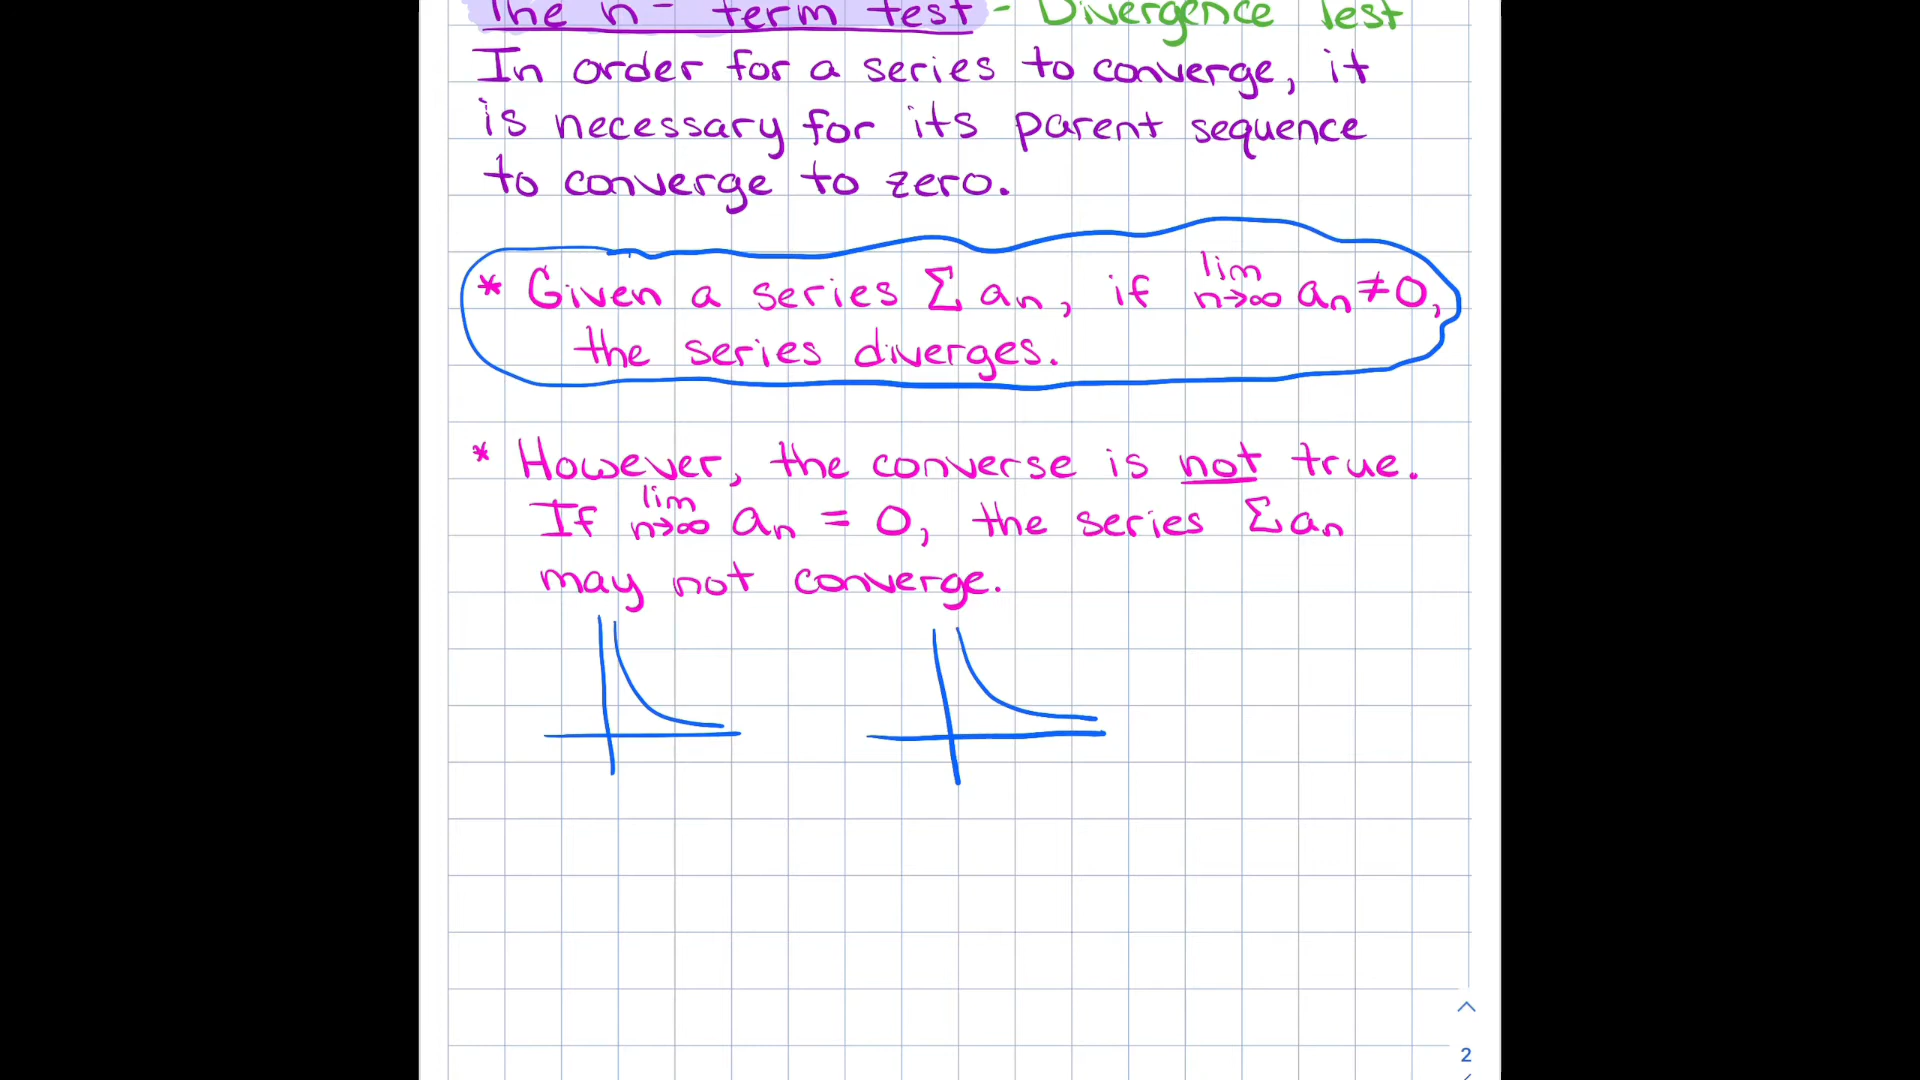 The n- term test - Divergence Test
In order for a series to converge, it
is necessary for its parent sequence
to converge to zero.
* Given a series Σ an, if lim n→∞ an ≠ 0,
the series diverges.
* However, the converse is not true.
If lim n→∞ an = 0, the series Σ an
may not converge.
2